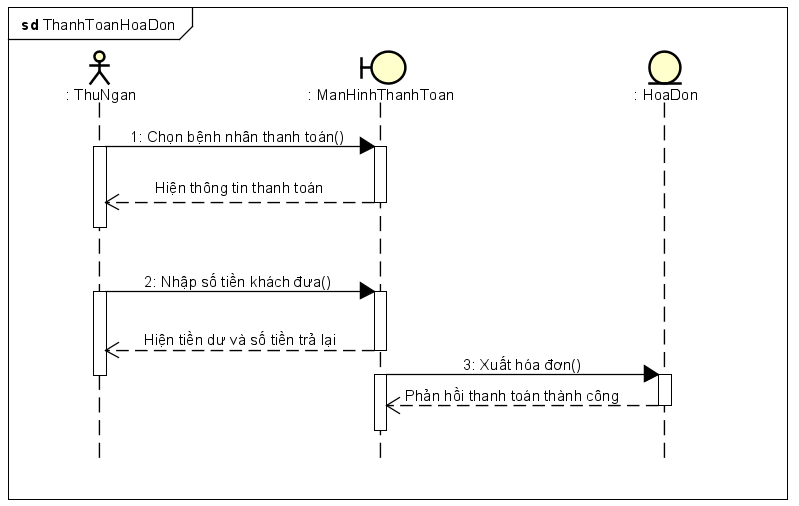 sd ThanhToanHoaDon
: ThuNgan
: ManHinhThanhToan
: HoaDon
1: Chọn bệnh nhân thanh toán()
Hiện thông tin thanh toán
2: Nhập số tiền khách đưa()
Hiện tiền dư và số tiền trả lại
3: Xuất hóa đơn()
Phản hồi thanh toán thành công